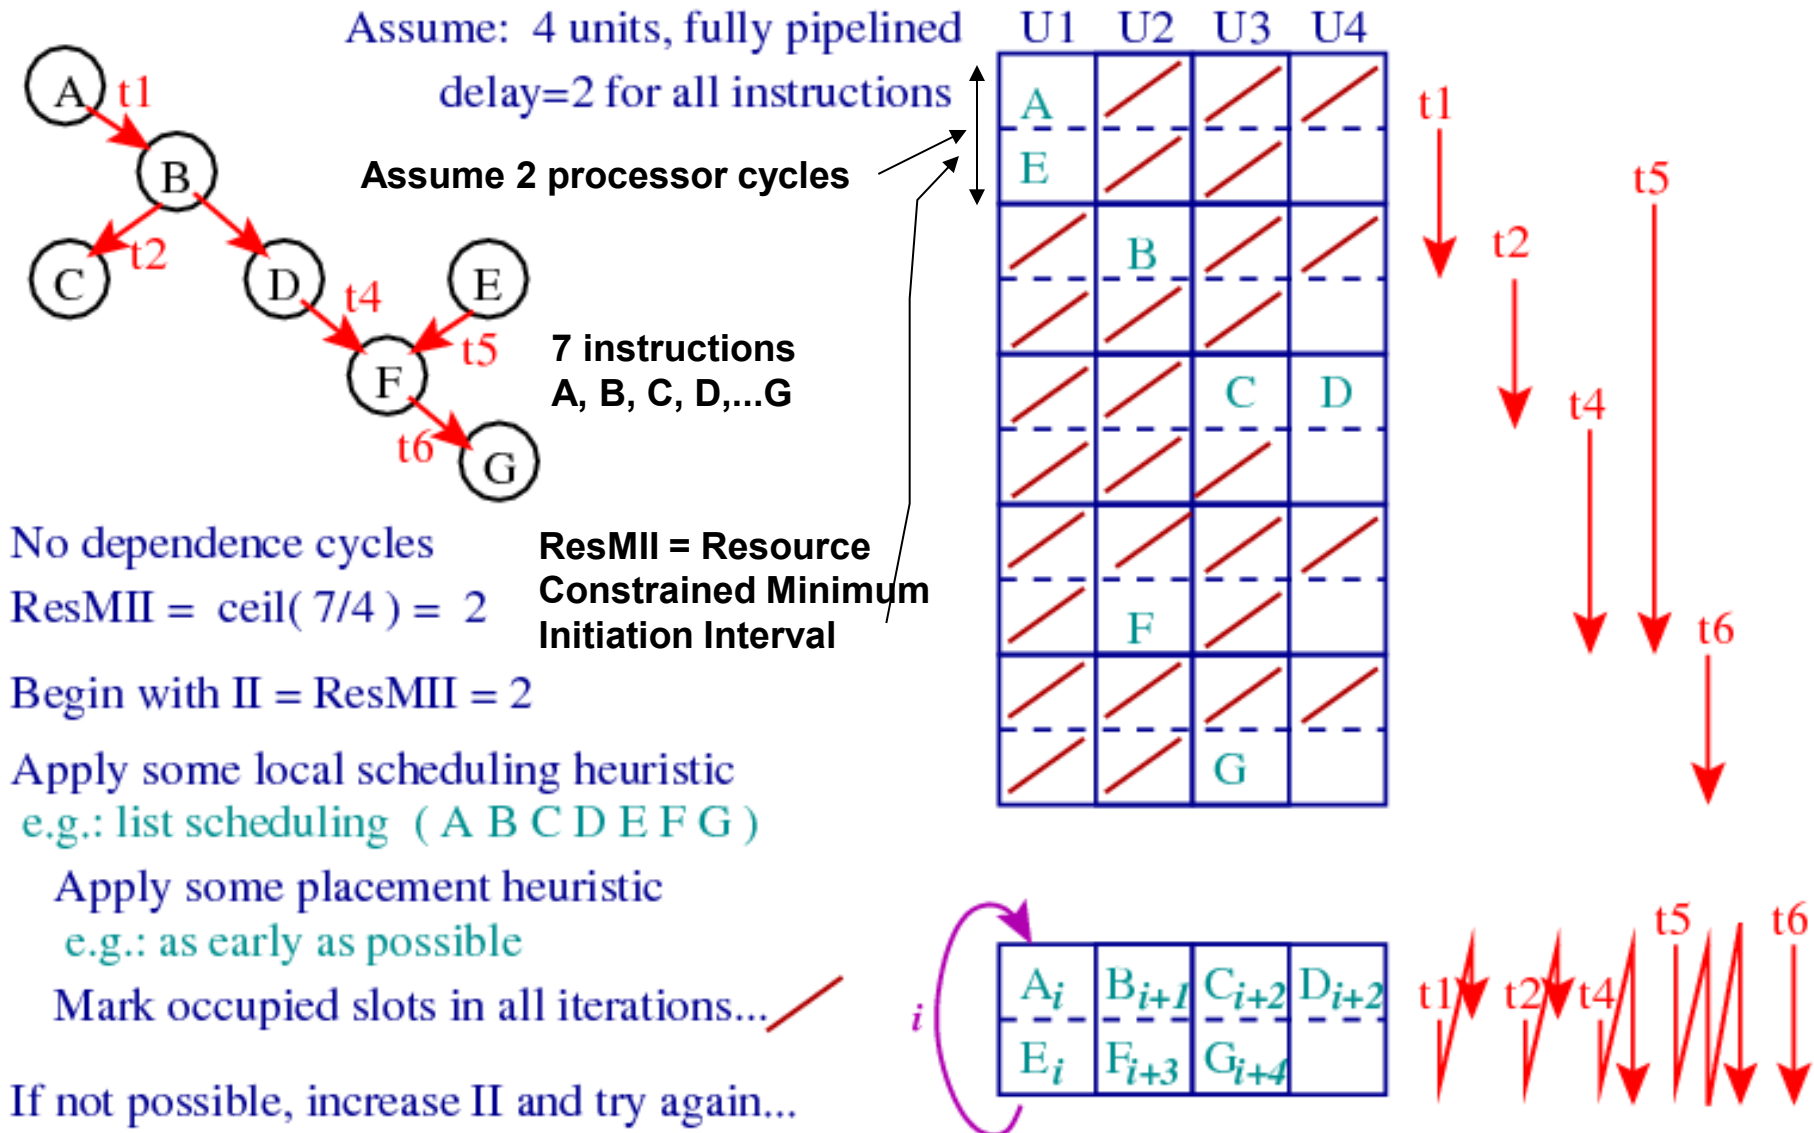 Assume: 4 units, fully pipelined
delay=2 for all instructions
Assume 2 processor cycles
A
t1
B
t2
C
D
t4
E
t5
F
t6
G
7 instructions
A, B, C, D,...G
No dependence cycles
ResMII = ceil( 7/4 ) = 2
ResMII = Resource
Constrained Minimum
Initiation Interval
Begin with II = ResMII = 2
Apply some local scheduling heuristic
e.g.: list scheduling ( A B C D E F G )
Apply some placement heuristic
e.g.: as early as possible
Mark occupied slots in all iterations...
If not possible, increase II and try again...
U1 U2 U3 U4
A
E
B
C D
F
G
t1
t5
t2
t4
t6
i
Ai Bi+1 Ci+2 Di+2
Ei Fi+3 Gi+4
t5 t6
t1 t2 t4